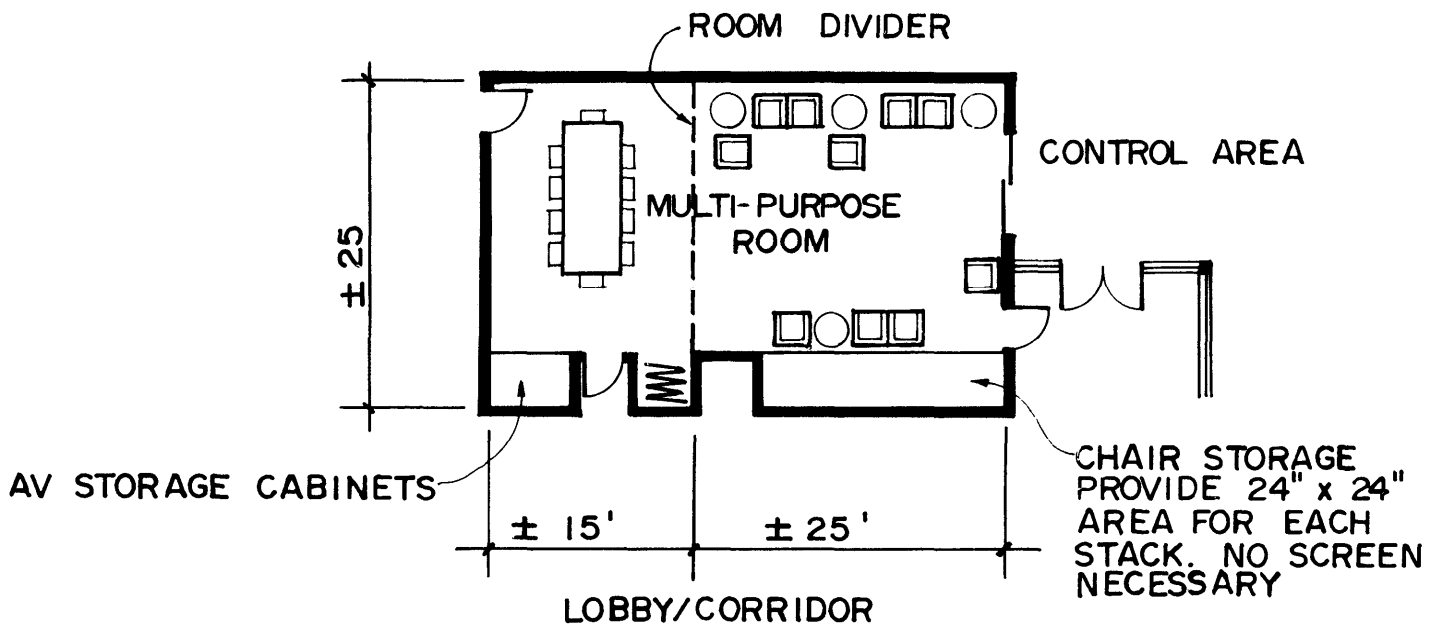 ROOM DIVIDER
CONTROL AREA
MULTI-PURPOSE
ROOM
± 25
AV STORAGE CABINETS
CHAIR STORAGE
PROVIDE 24" x 24"
AREA FOR EACH
STACK. NO SCREEN
NECESSARY
± 15'
± 25'
LOBBY/CORRIDOR